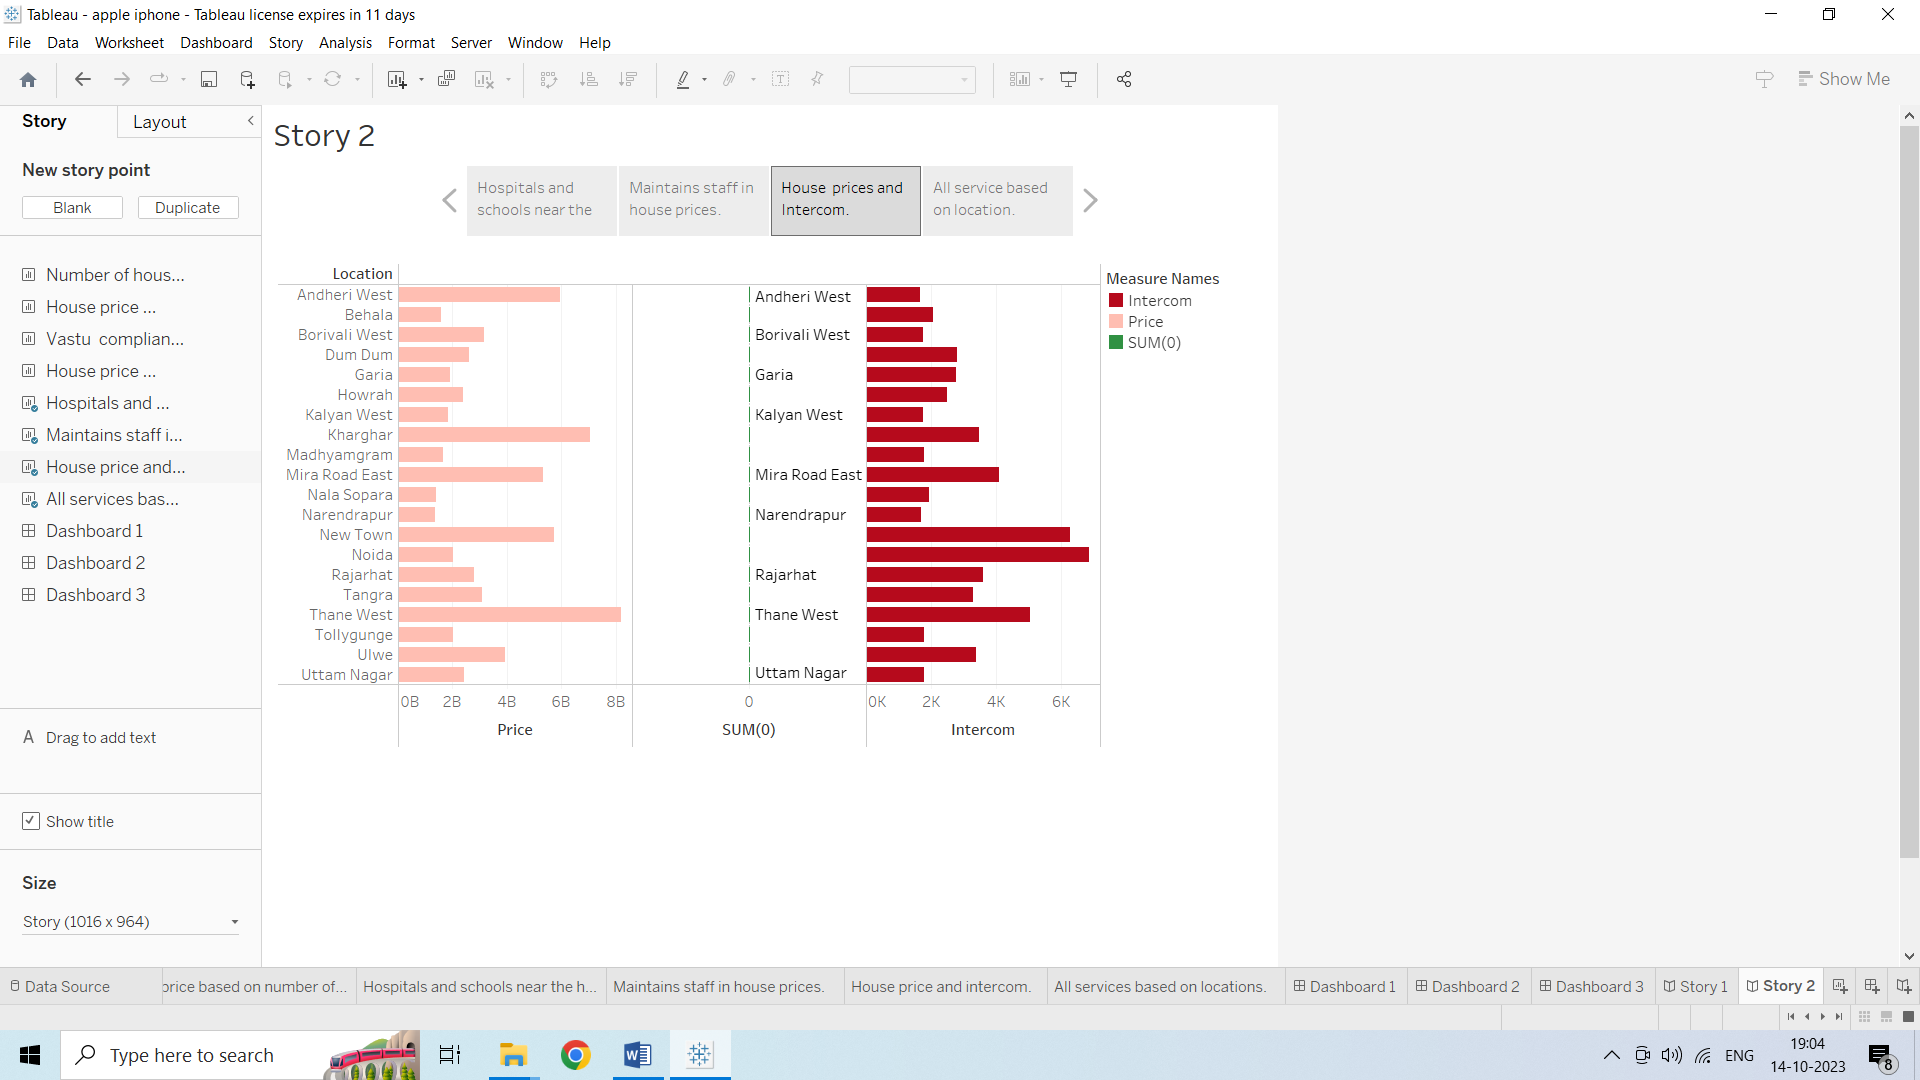 Tableau - apple iphone - Tableau license expires in 11 days
File Data Worksheet Dashboard Story Analysis Format Server Window Help
Show Me
Story Layout
New story point
Blank Duplicate
Number of hous...
House price ...
Vastu complian...
House price ...
Hospitals and ...
Maintains staff i...
House price and...
All services bas...
Dashboard 1
Dashboard 2
Dashboard 3
A Drag to add text
Show title
Size
Story (1016 x 964)
Story 2
Hospitals and
schools near the
Maintains staff in
house prices.
House prices and
Intercom.
All service based
on location.
Location
Andheri West
Behala
Borivali West
Dum Dum
Garia
Howrah
Kalyan West
Kharghar
Madhyamgram
Mira Road East
Nala Sopara
Narendrapur
New Town
Noida
Rajarhat
Tangra
Thane West
Tollygunge
Ulwe
Uttam Nagar
Andheri West
Borivali West
Garia
Kalyan West
Mira Road East
Narendrapur
Rajarhat
Thane West
Uttam Nagar
0B 2B 4B 6B 8B
Price
0
SUM(0)
0K 2K 4K 6K
Intercom
Measure Names
Intercom
Price
SUM(0)
Data Source
price based on number of...
Hospitals and schools near the h...
Maintains staff in house prices.
House price and intercom.
All services based on locations.
Dashboard 1
Dashboard 2
Dashboard 3
Story 1
Story 2
Type here to search
ENG
19:04
14-10-2023
8